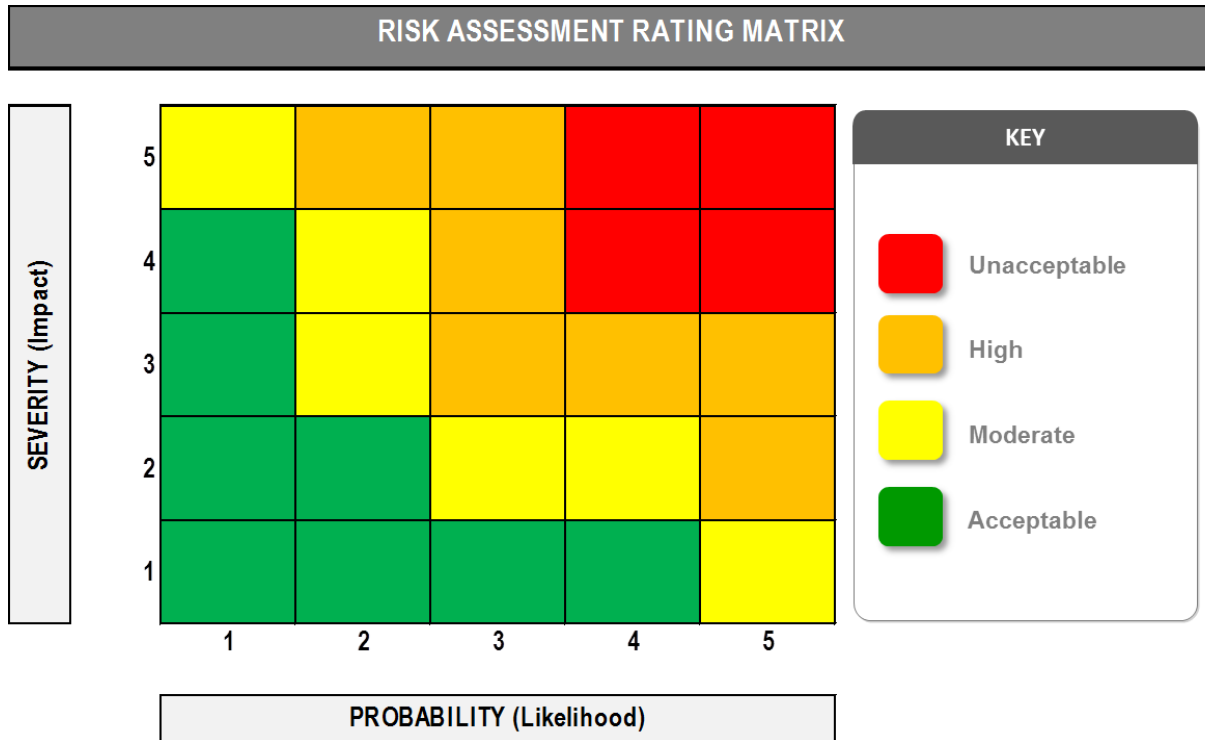 RISK ASSESSMENT RATING MATRIX
SEVERITY (Impact)
5
4
3
2
1
1 2 3 4 5
PROBABILITY (Likelihood)
KEY
Unacceptable
High
Moderate
Acceptable